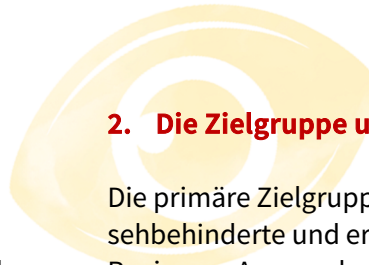 2. Die Zielgruppe u
Die primäre Zielgrupp
sehbehinderte und er